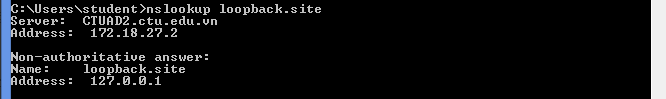 C:\Users\student>nslookup loopback.site
Server:  CTUAD2.ctu.edu.vn
Address:  172.18.27.2

Non-authoritative answer:
Name:    loopback.site
Address:  127.0.0.1